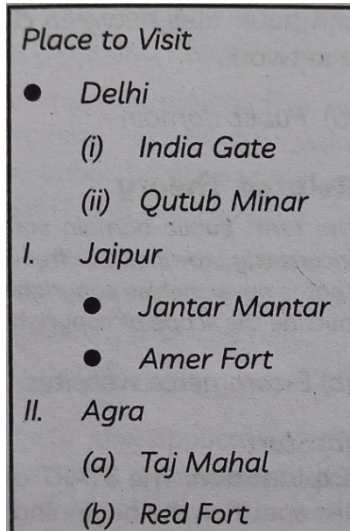 Place to Visit
● Delhi
(i) India Gate
(ii) Qutub Minar
I. Jaipur
● Jantar Mantar
● Amer Fort
II. Agra
(a) Taj Mahal
(b) Red Fort